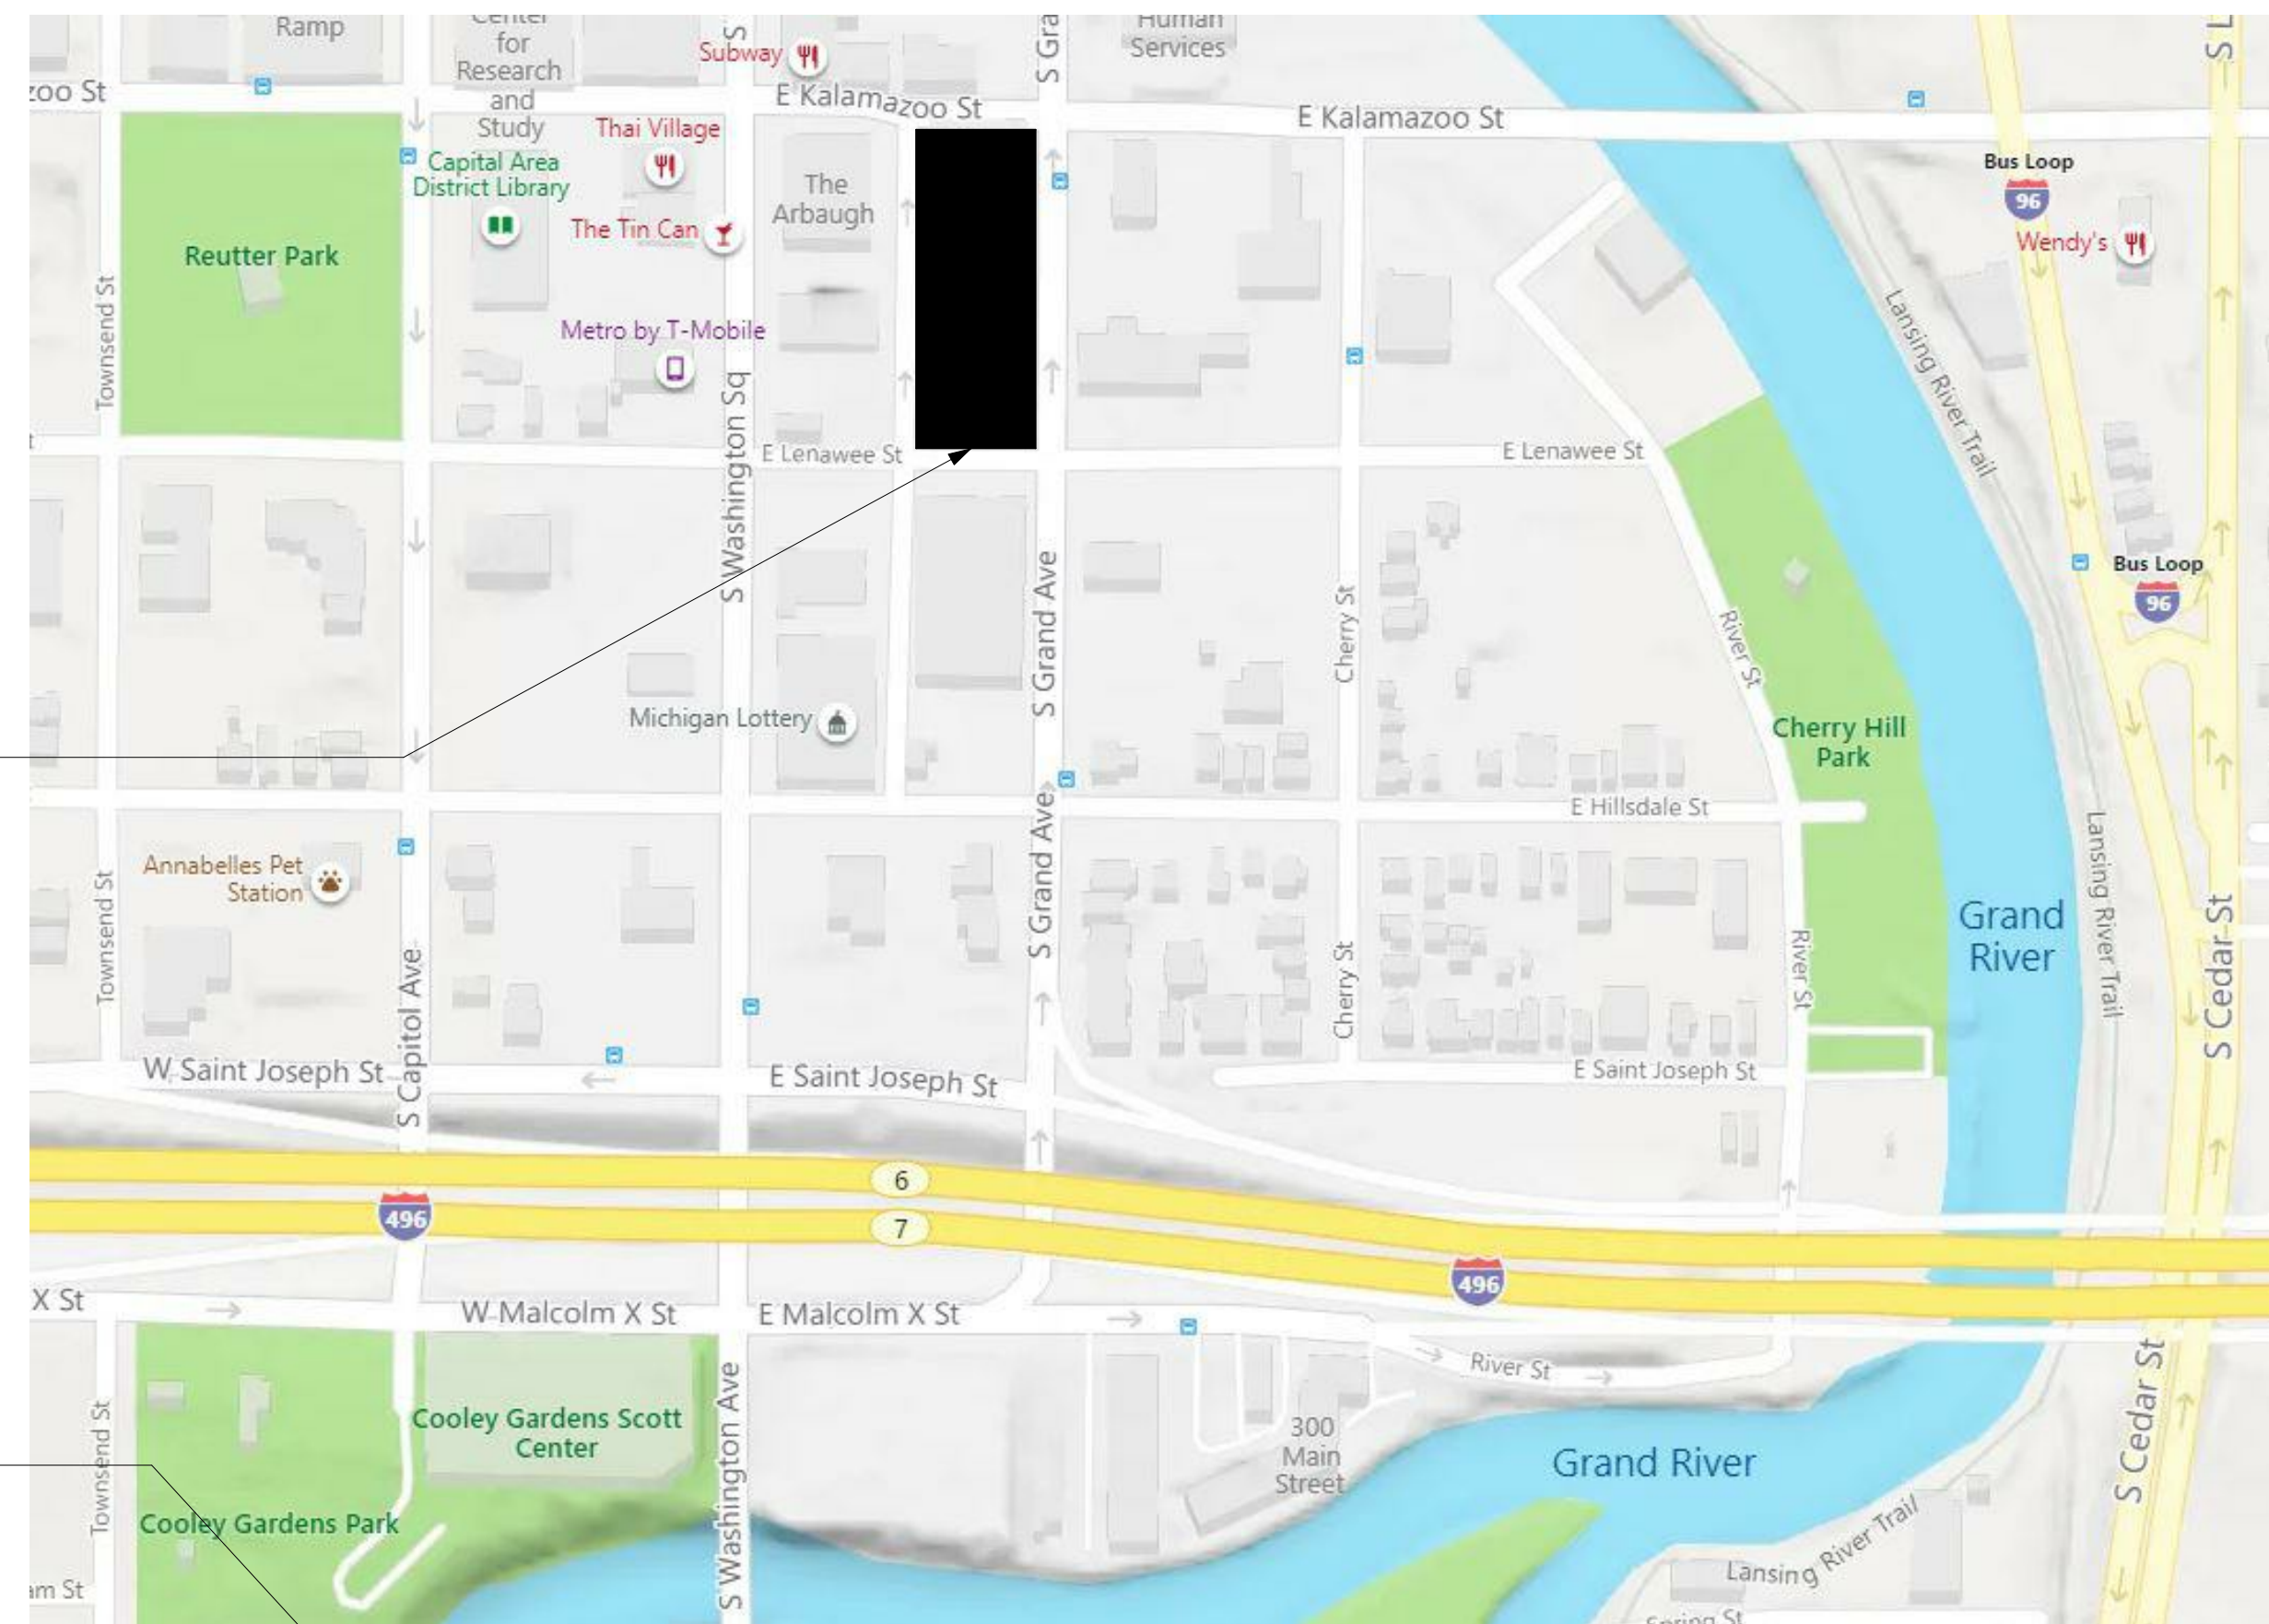 Ramp
Center
for
Research
and
Study
Subway
S Gra
Human
Services
S L
zoo St
E Kalamazoo St
E Kalamazoo St
Thai Village
Capital Area
District Library
The
Arbaugh
The Tin Can
Reutter Park
Bus Loop
96
Wendy's
Townsend St
Metro by T-Mobile
Lansing River Trail
S Washington Sq
E Lenawee St
E Lenawee St
Bus Loop
96
S Grand Ave
Cherry St
River St
Michigan Lottery
Cherry Hill
Park
E Hillsdale St
S Grand Ave
Annabelles Pet
Station
Townsend St
Grand
River
Lansing River Trail
S Cedar St
Cherry St
River St
S Capitol Ave
W Saint Joseph St
E Saint Joseph St
E Saint Joseph St
6
7
496
496
X St
W Malcolm X St
E Malcolm X St
River St
S Cedar St
Townsend St
Cooley Gardens Scott
Center
S Washington Ave
300
Main
Street
Grand River
Cooley Gardens Park
Lansing River Trail
am St
Spring St